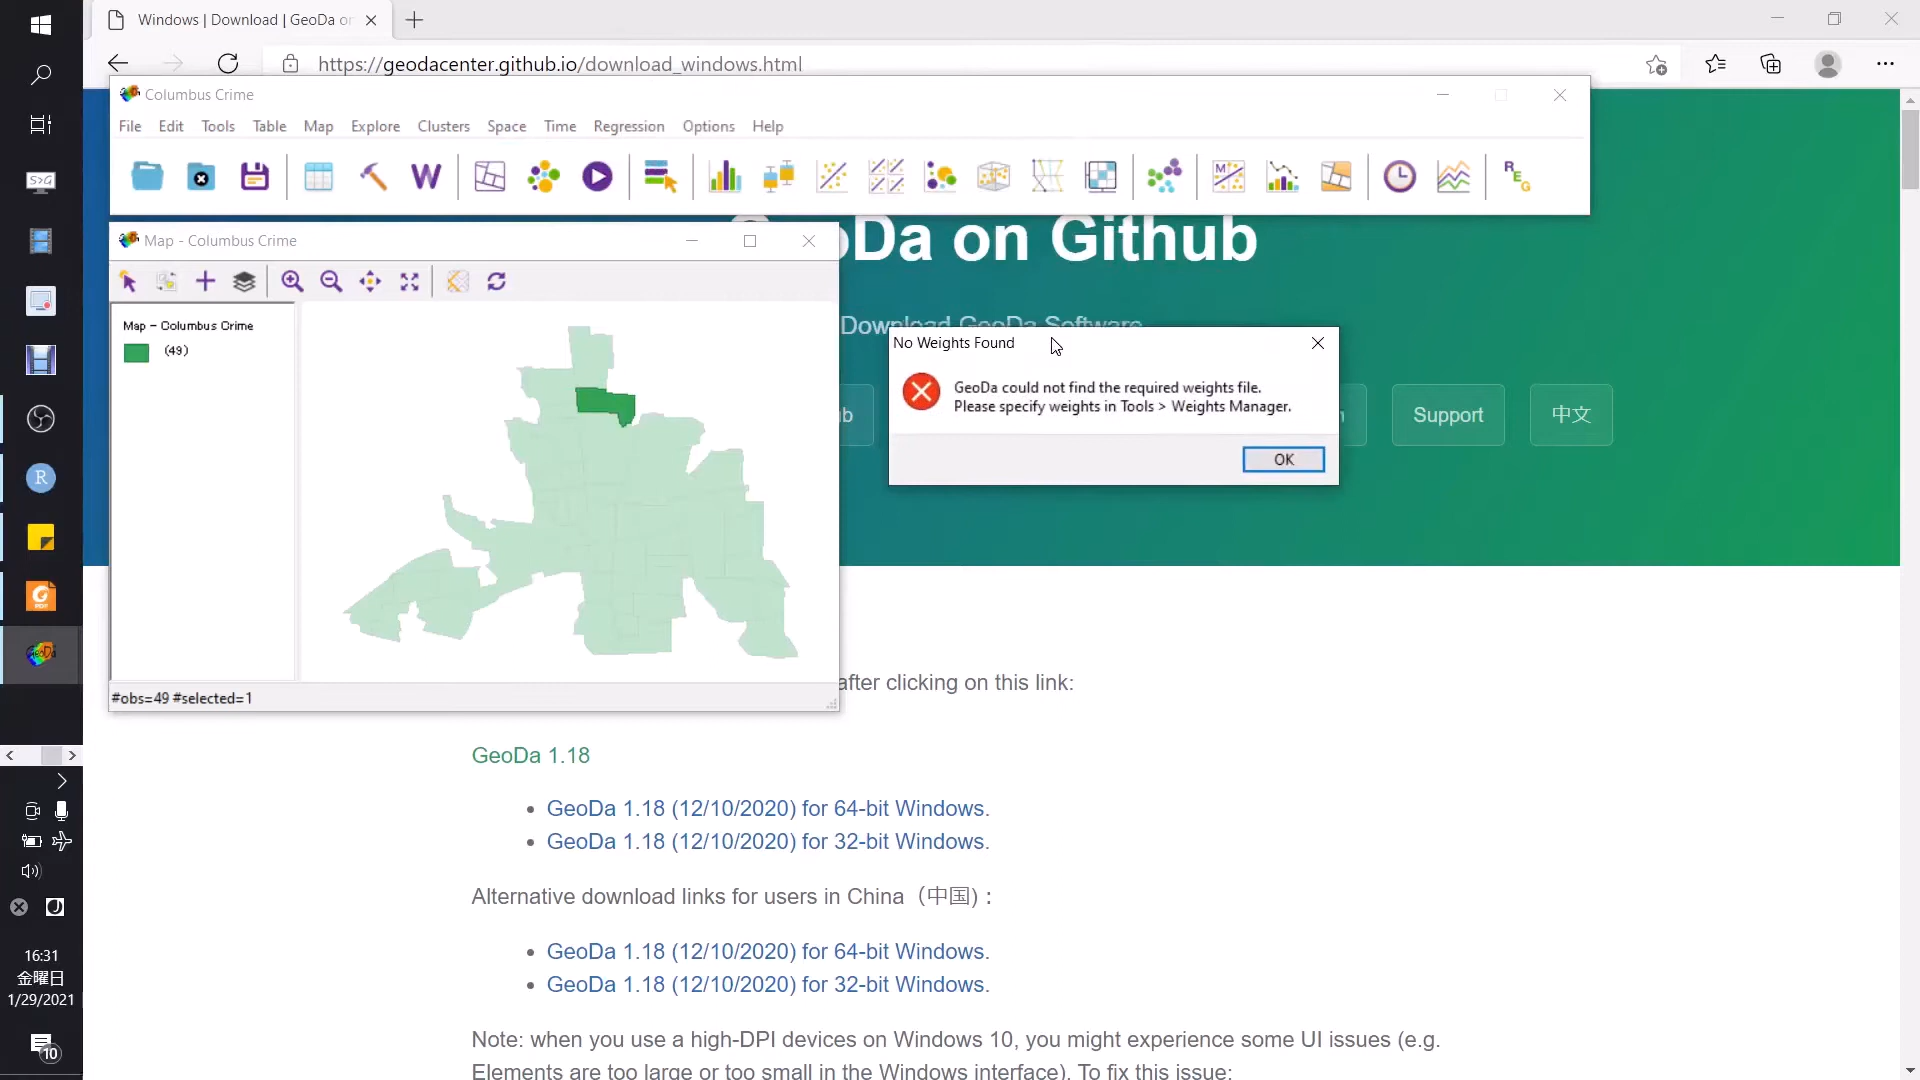 Windows | Download | GeoDa on
https://geodacenter.github.io/download_windows.html
Columbus Crime
File Edit Tools Table Map Explore Clusters Space Time Regression Options Help
W
M
REG
oDa on Github
Map - Columbus Crime
Download GeoDa Software
Map - Columbus Crime
(49)
No Weights Found
GeoDa could not find the required weights file.
Please specify weights in Tools > Weights Manager.
OK
Support
中文
#obs=49 #selected=1
after clicking on this link:
GeoDa 1.18
GeoDa 1.18 (12/10/2020) for 64-bit Windows.
GeoDa 1.18 (12/10/2020) for 32-bit Windows.
Alternative download links for users in China（中国）:
GeoDa 1.18 (12/10/2020) for 64-bit Windows.
GeoDa 1.18 (12/10/2020) for 32-bit Windows.
Note: when you use a high-DPI devices on Windows 10, you might experience some UI issues (e.g.
Elements are too large or too small in the Windows interface). To fix this issue:
R
GeoDa
16:31
金曜日
1/29/2021
10